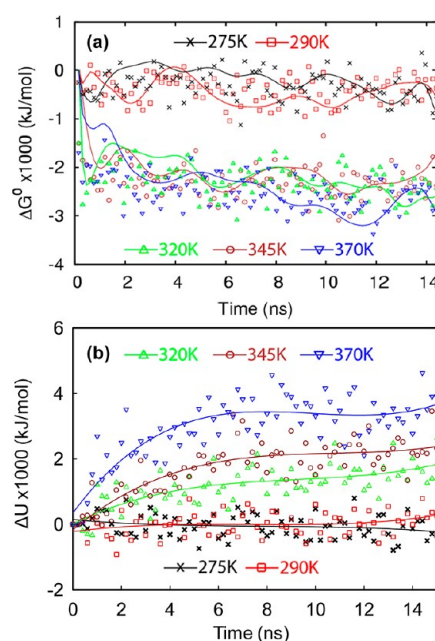 (a)
275K
290K
1
0
-1
-2
-3
-4
ΔG⁰ x1000 (kJ/mol)
320K
345K
370K
0 2 4 6 8 10 12 14
Time (ns)
(b)
320K
345K
370K
6
4
2
0
-2
ΔU x1000 (kJ/mol)
275K
290K
0 2 4 6 8 10 12 14
Time (ns)